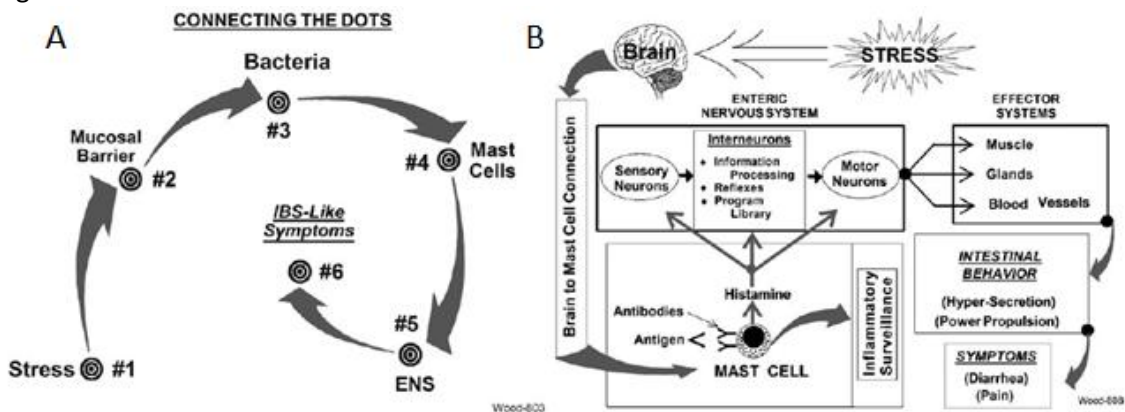 CONNECTING THE DOTS
A
Bacteria
#3
Mucosal
Barrier
#2
#4
Mast
Cells
IBS-Like
Symptoms
#6
#5
ENS
Stress
#1
Wood-803
B
Brain
STRESS
Brain to Mast Cell Connection
ENTERIC
NERVOUS SYSTEM
Sensory
Neurons
Interneurons
Information
Processing
Reflexes
Program
Library
Motor
Neurons
EFFECTOR
SYSTEMS
Muscle
Glands
Blood Vessels
Histamine
Antibodies
Antigen
MAST CELL
Inflammatory
Surveillance
INTESTINAL
BEHAVIOR
(Hyper-Secretion)
(Power Propulsion)
SYMPTOMS
(Diarrhea)
(Pain)